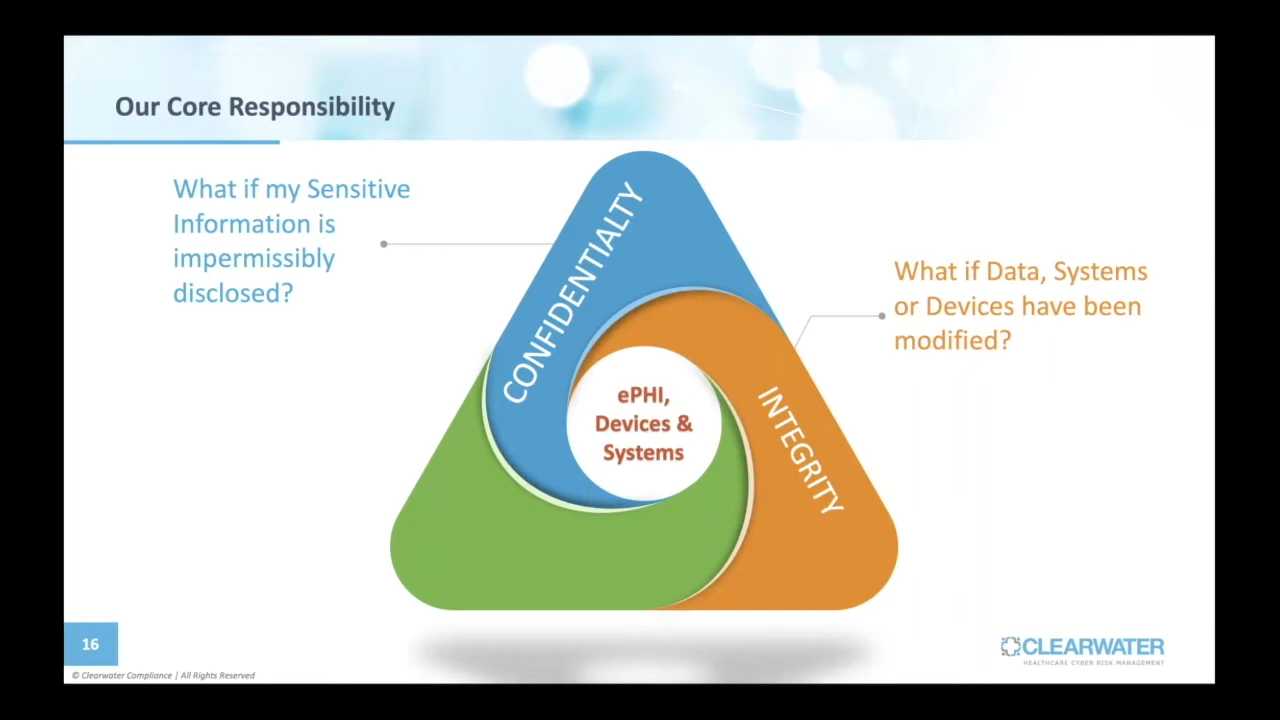 Our Core Responsibility
What if my Sensitive
Information is
impermissibly
disclosed?
CONFIDENTIALTY
What if Data, Systems
or Devices have been
modified?
INTEGRITY
ePHI,
Devices &
Systems
16
CLEARWATER
HEALTHCARE CYBER RISK MANAGEMENT
© Clearwater Compliance | All Rights Reserved